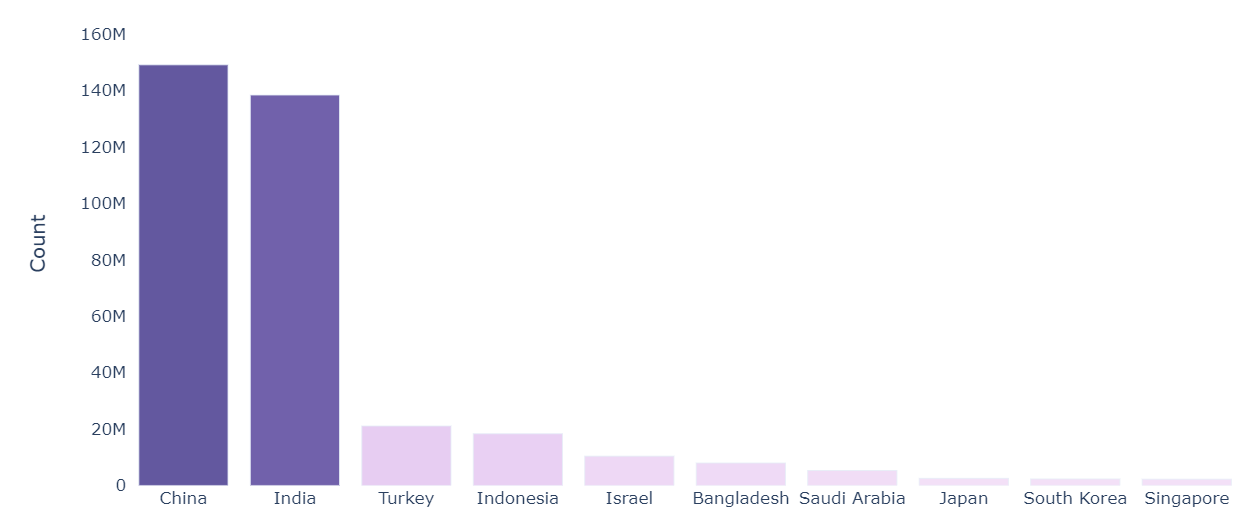 160M
140M
120M
100M
80M
60M
40M
20M
0
Count
China India Turkey Indonesia Israel Bangladesh Saudi Arabia Japan South Korea Singapore